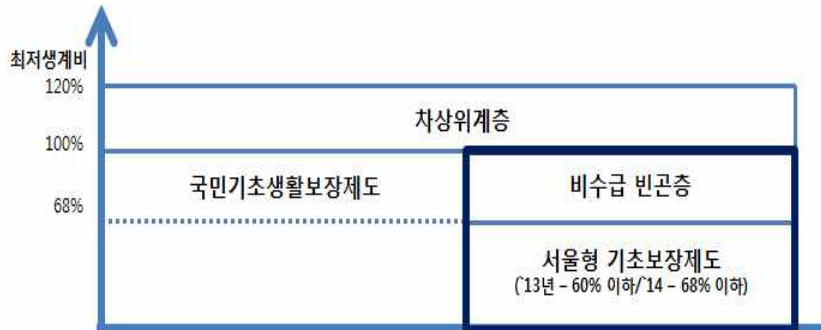 최저생계비
120%
차상위계층
100%
국민기초생활보장제도
비수급 빈곤층
68%
서울형 기초보장제도
(`13년 – 60% 이하/`14 – 68% 이하)